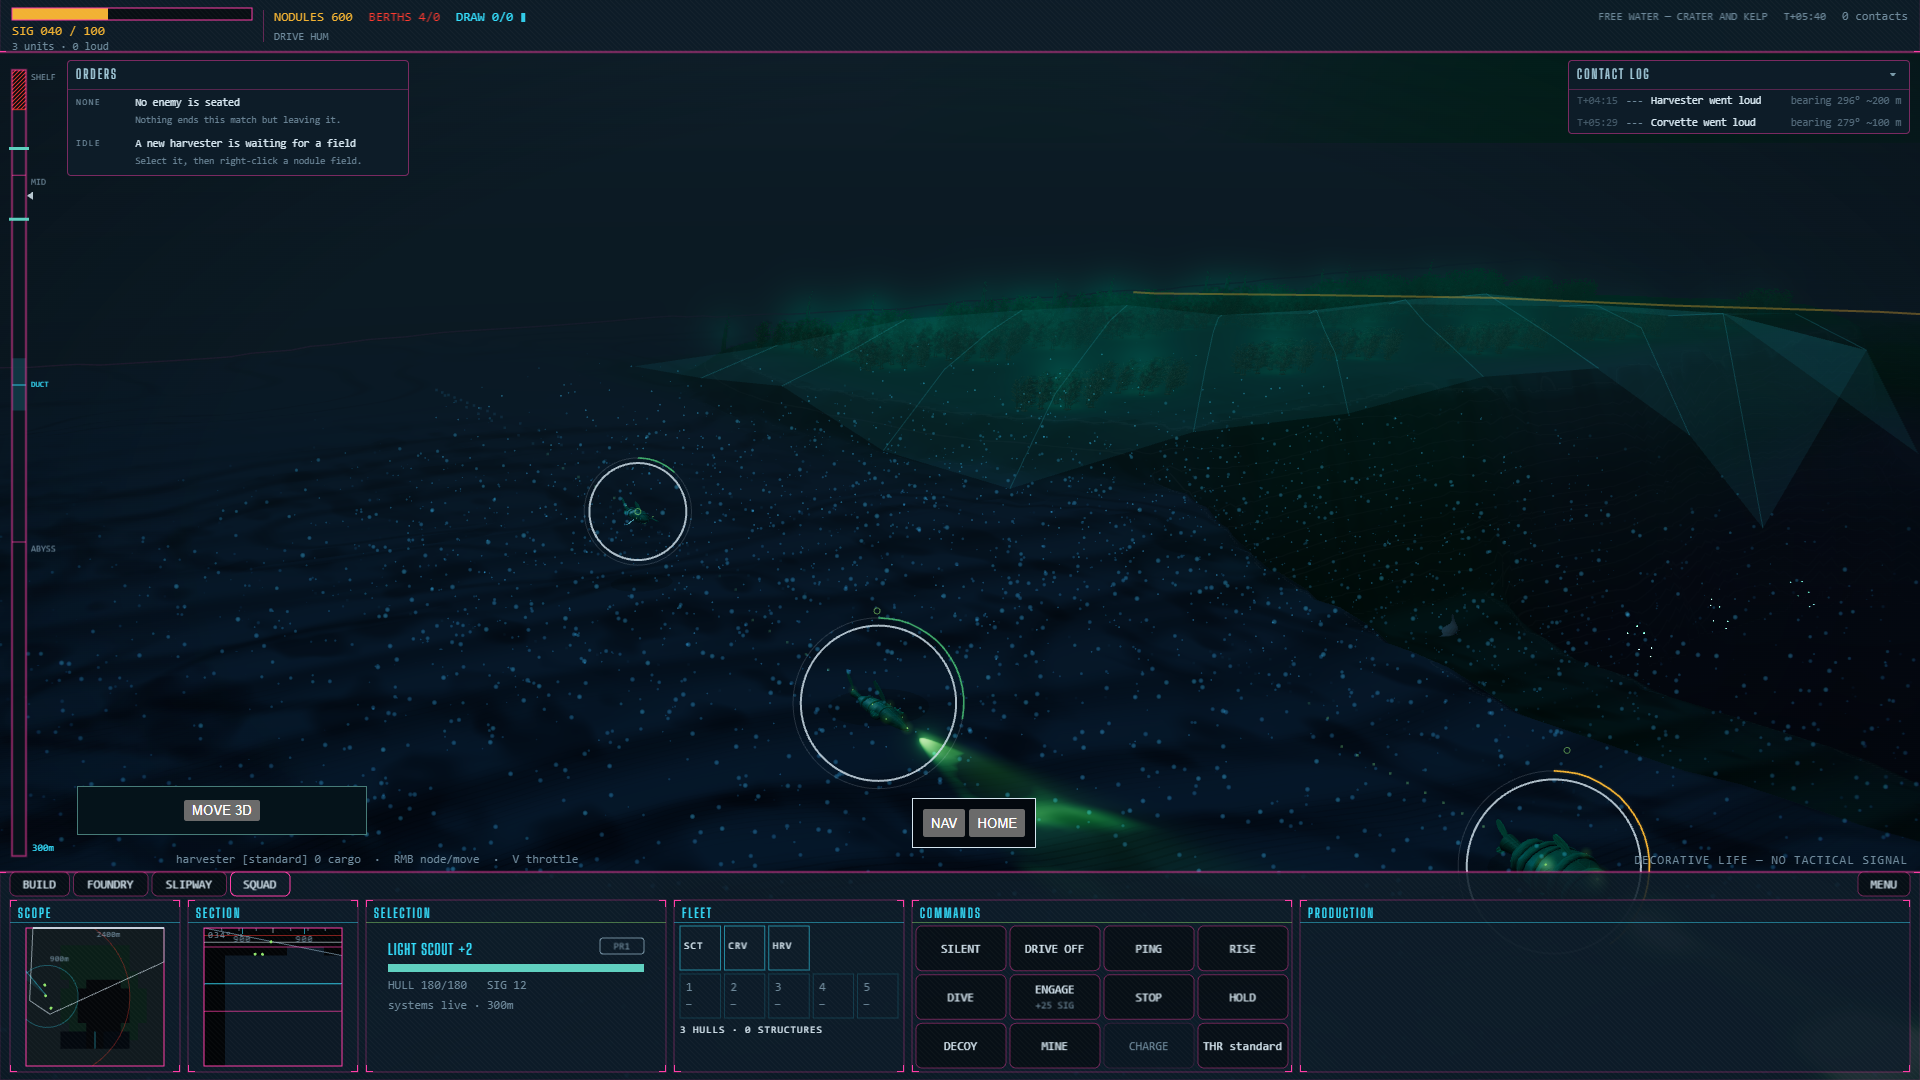 SIG 040 / 100
3 units · 0 loud
NODULES 600 BERTHS 4/0 DRAW 0/0
DRIVE HUM
FREE WATER — CRATER AND KELP T+05:40 0 contacts
SHELF
MID
DUCT
ABYSS
300m
ORDERS
NONE No enemy is seated
Nothing ends this match but leaving it.
IDLE A new harvester is waiting for a field
Select it, then right-click a nodule field.
CONTACT LOG
T+04:15 --- Harvester went loud bearing 296° ~200 m
T+05:29 --- Corvette went loud bearing 279° ~100 m
MOVE 3D
NAV HOME
harvester [standard] 0 cargo · RMB node/move · V throttle
DECORATIVE LIFE — NO TACTICAL SIGNAL
BUILD FOUNDRY SLIPWAY SQUAD MENU
SCOPE
2400m
900m
SECTION
034°
900 900
SELECTION
LIGHT SCOUT +2 PR1
HULL 180/180 SIG 12
systems live · 300m
FLEET
SCT CRV HRV
1 2 3 4 5
— — — — —
3 HULLS · 0 STRUCTURES
COMMANDS
SILENT DRIVE OFF PING RISE
DIVE ENGAGE STOP HOLD
+25 SIG
DECOY MINE CHARGE THR standard
PRODUCTION